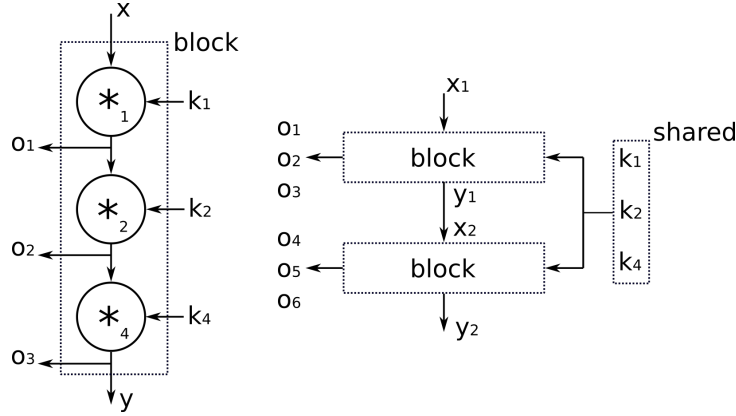 x
block
*1
k1
o1
*2
k2
o2
*4
k4
o3
y
x1
o1
o2
o3
block
y1
x2
o4
o5
o6
block
y2
shared
k1
k2
k4